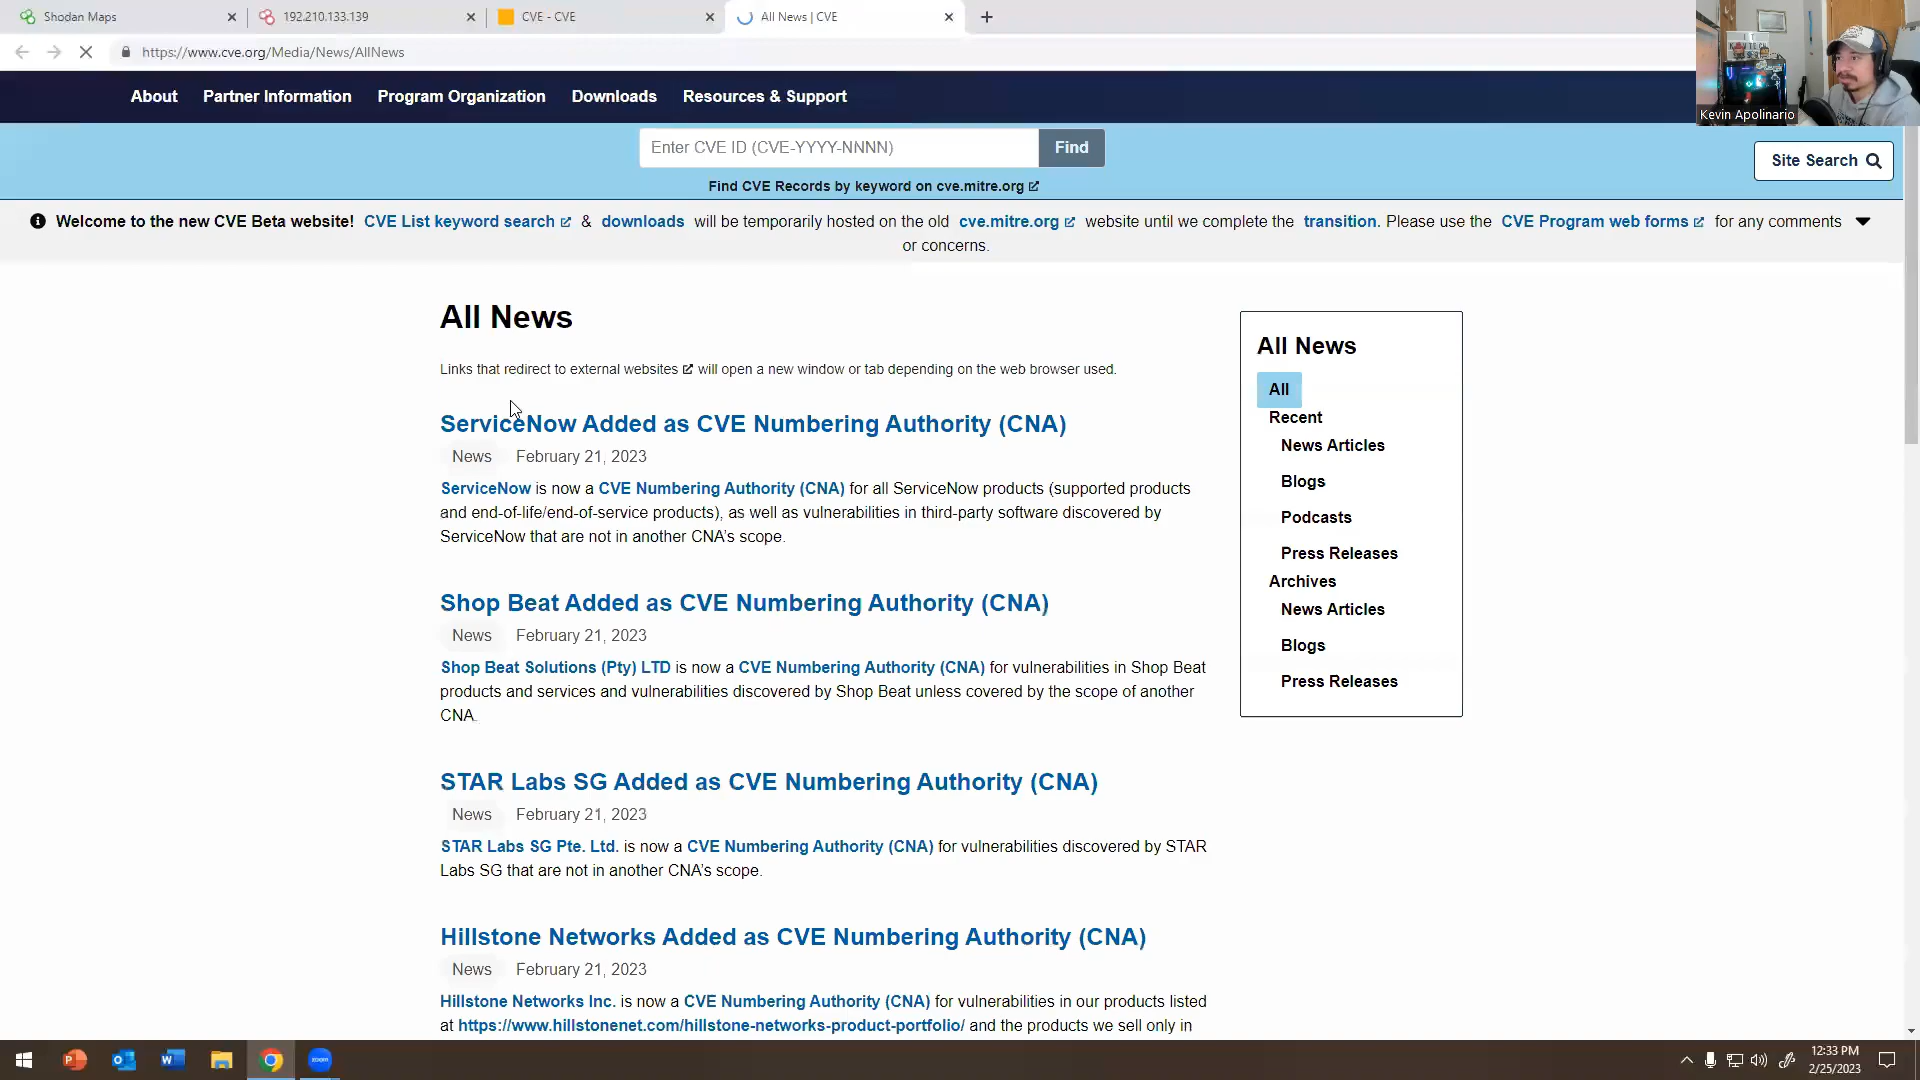 Shodan Maps
192.210.133.139
CVE - CVE
All News | CVE
https://www.cve.org/Media/News/AllNews
Kevin Apolinario
About
Partner Information
Program Organization
Downloads
Resources & Support
Enter CVE ID (CVE-YYYY-NNNN)
Find
Find CVE Records by keyword on cve.mitre.org
Site Search
Welcome to the new CVE Beta website! CVE List keyword search & downloads will be temporarily hosted on the old cve.mitre.org website until we complete the transition. Please use the CVE Program web forms for any comments
or concerns.
All News
Links that redirect to external websites will open a new window or tab depending on the web browser used.
ServiceNow Added as CVE Numbering Authority (CNA)
News February 21, 2023
ServiceNow is now a CVE Numbering Authority (CNA) for all ServiceNow products (supported products
and end-of-life/end-of-service products), as well as vulnerabilities in third-party software discovered by
ServiceNow that are not in another CNA's scope.
Shop Beat Added as CVE Numbering Authority (CNA)
News February 21, 2023
Shop Beat Solutions (Pty) LTD is now a CVE Numbering Authority (CNA) for vulnerabilities in Shop Beat
products and services and vulnerabilities discovered by Shop Beat unless covered by the scope of another
CNA.
STAR Labs SG Added as CVE Numbering Authority (CNA)
News February 21, 2023
STAR Labs SG Pte. Ltd. is now a CVE Numbering Authority (CNA) for vulnerabilities discovered by STAR
Labs SG that are not in another CNA's scope.
Hillstone Networks Added as CVE Numbering Authority (CNA)
News February 21, 2023
Hillstone Networks Inc. is now a CVE Numbering Authority (CNA) for vulnerabilities in our products listed
at https://www.hillstonenet.com/hillstone-networks-product-portfolio/ and the products we sell only in
All News
All
Recent
News Articles
Blogs
Podcasts
Press Releases
Archives
News Articles
Blogs
Press Releases
zoom
12:33 PM
2/25/2023